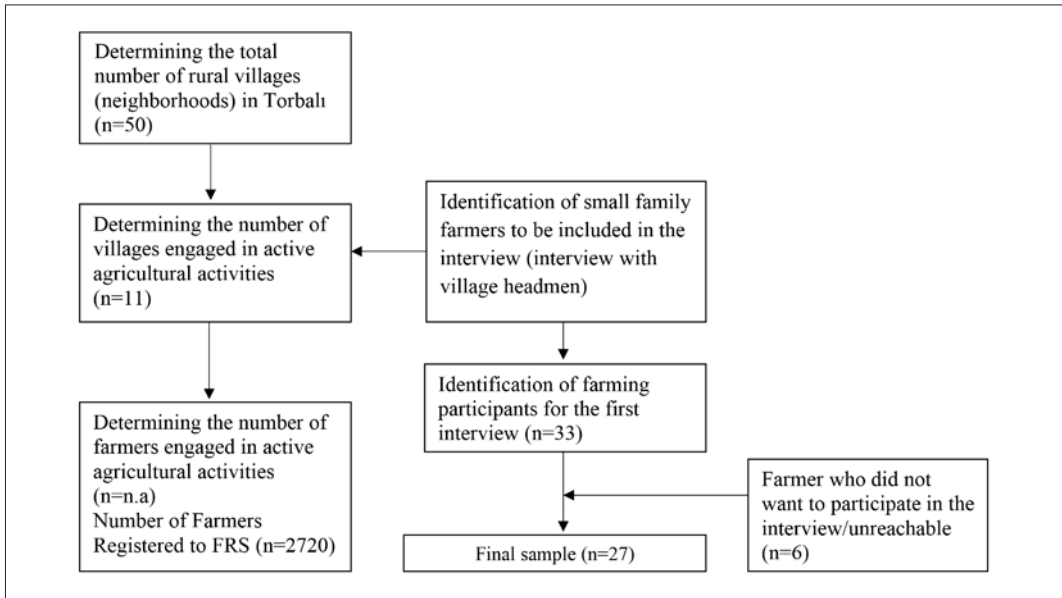 Determining the total
number of rural villages
(neighborhoods) in Torbalı
(n=50)
Determining the number of
villages engaged in active
agricultural activities
(n=11)
Determining the number of
farmers engaged in active
agricultural activities
(n=n.a)
Number of Farmers
Registered to FRS (n=2720)
Identification of small family
farmers to be included in the
interview (interview with
village headmen)
Identification of farming
participants for the first
interview (n=33)
Farmer who did not
want to participate in the
interview/unreachable
(n=6)
Final sample (n=27)